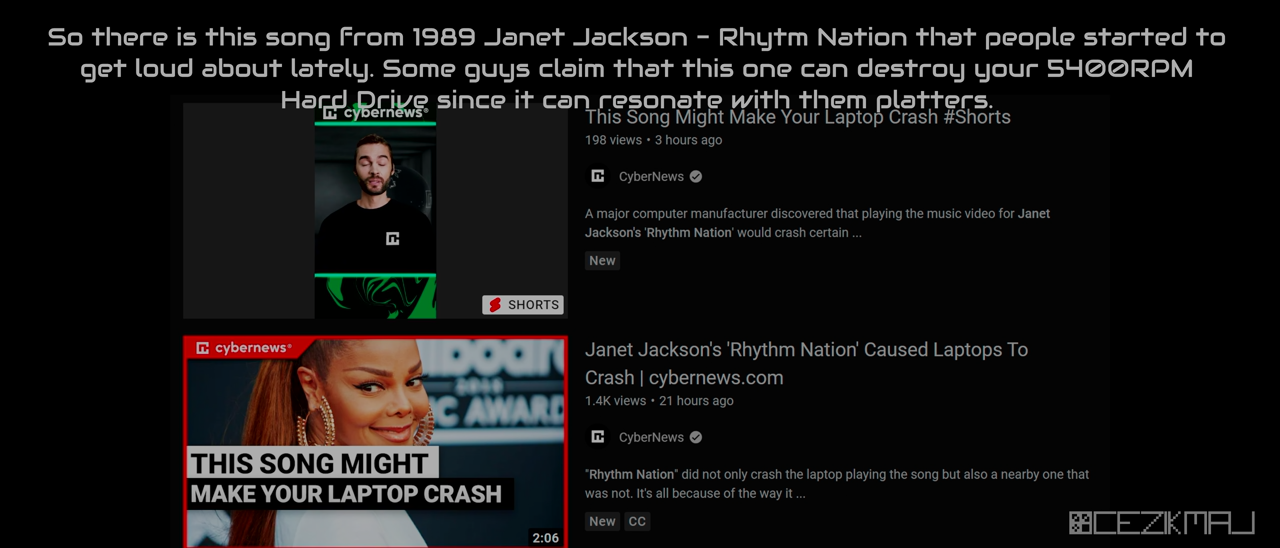 So there is this song from 1989 Janet Jackson - Rhytm Nation that people started to
get loud about lately. Some guys claim that this one can destroy your 5400RPM
Hard Drive since it can resonate with them platters.
cybernews®
This Song Might Make Your Laptop Crash #Shorts
198 views • 3 hours ago
CyberNews
A major computer manufacturer discovered that playing the music video for Janet
Jackson's 'Rhythm Nation' would crash certain ...
New
SHORTS
cybernews®
Janet Jackson's 'Rhythm Nation' Caused Laptops To
Crash | cybernews.com
1.4K views • 21 hours ago
CyberNews
"Rhythm Nation" did not only crash the laptop playing the song but also a nearby one that
was not. It's all because of the way it ...
New CC
THIS SONG MIGHT
MAKE YOUR LAPTOP CRASH
2:06
CEZIKMAJ